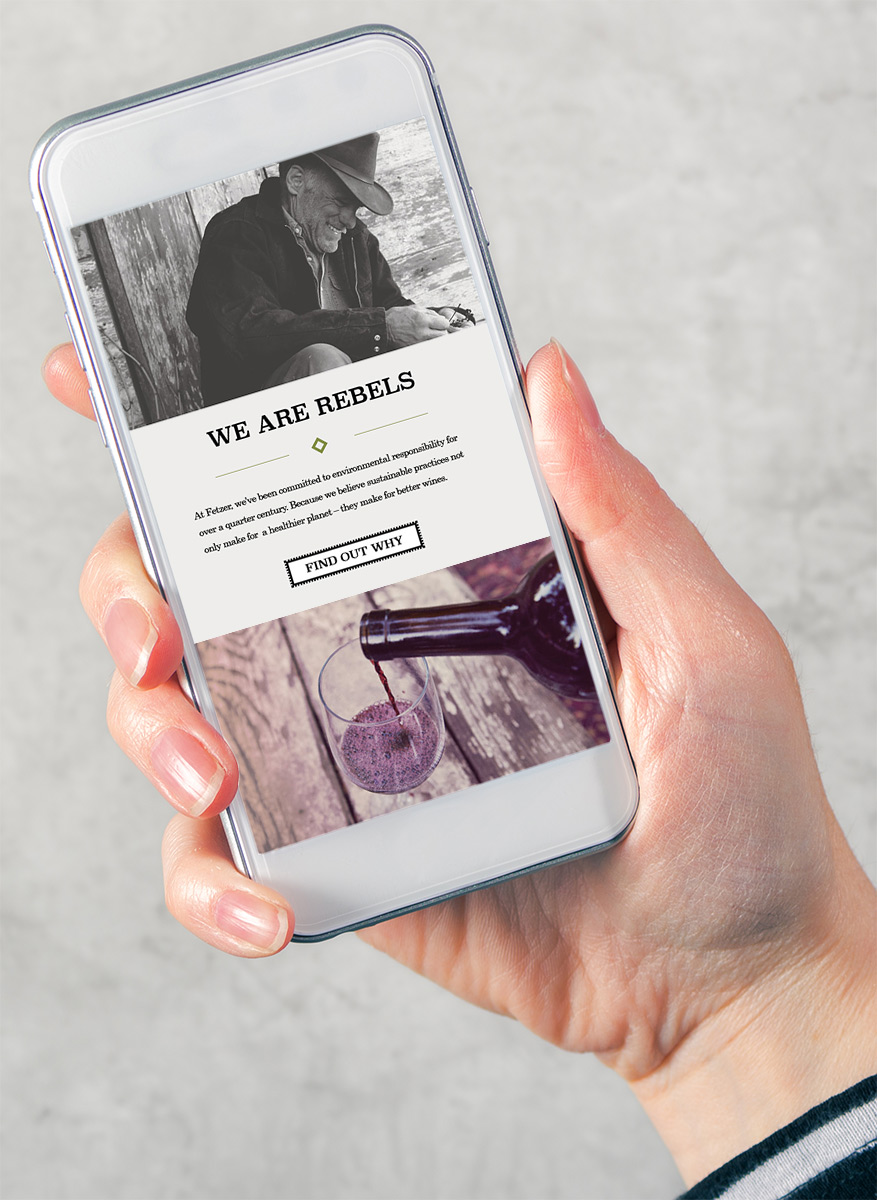 WE ARE REBELS
At Fetzer, we've been committed to environmental responsibility for
over a quarter century. Because we believe sustainable practices not
only make for a healthier planet – they make for better wines.
FIND OUT WHY